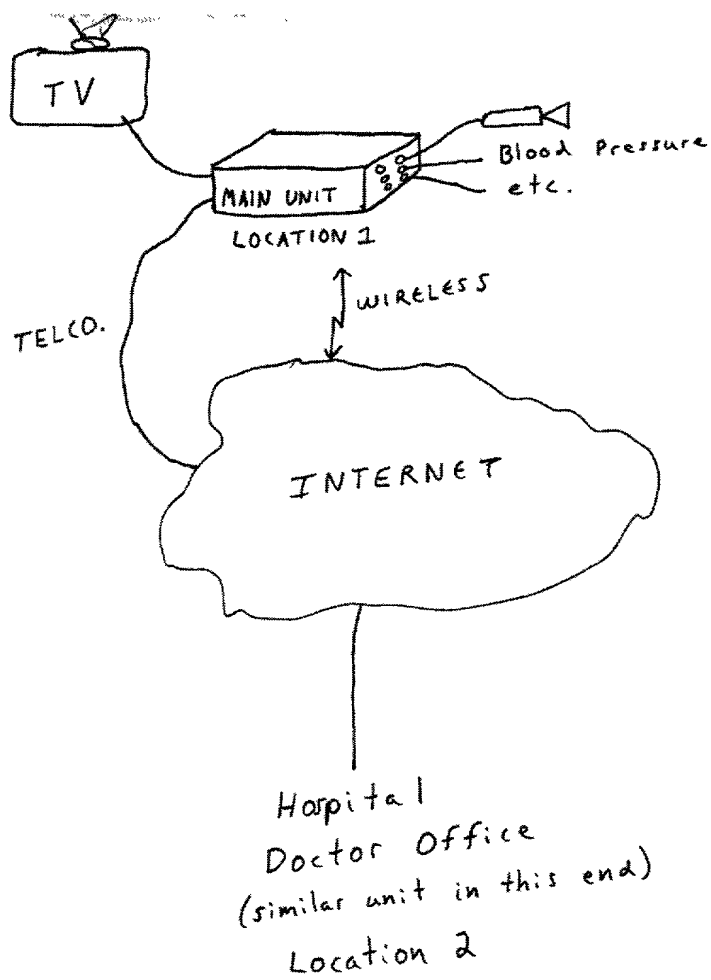 TV
Blood Pressure
etc.
MAIN UNIT
LOCATION 1
WIRELESS
TELCO.
INTERNET
Hospital
Doctor Office
(similar unit in this end)
Location 2